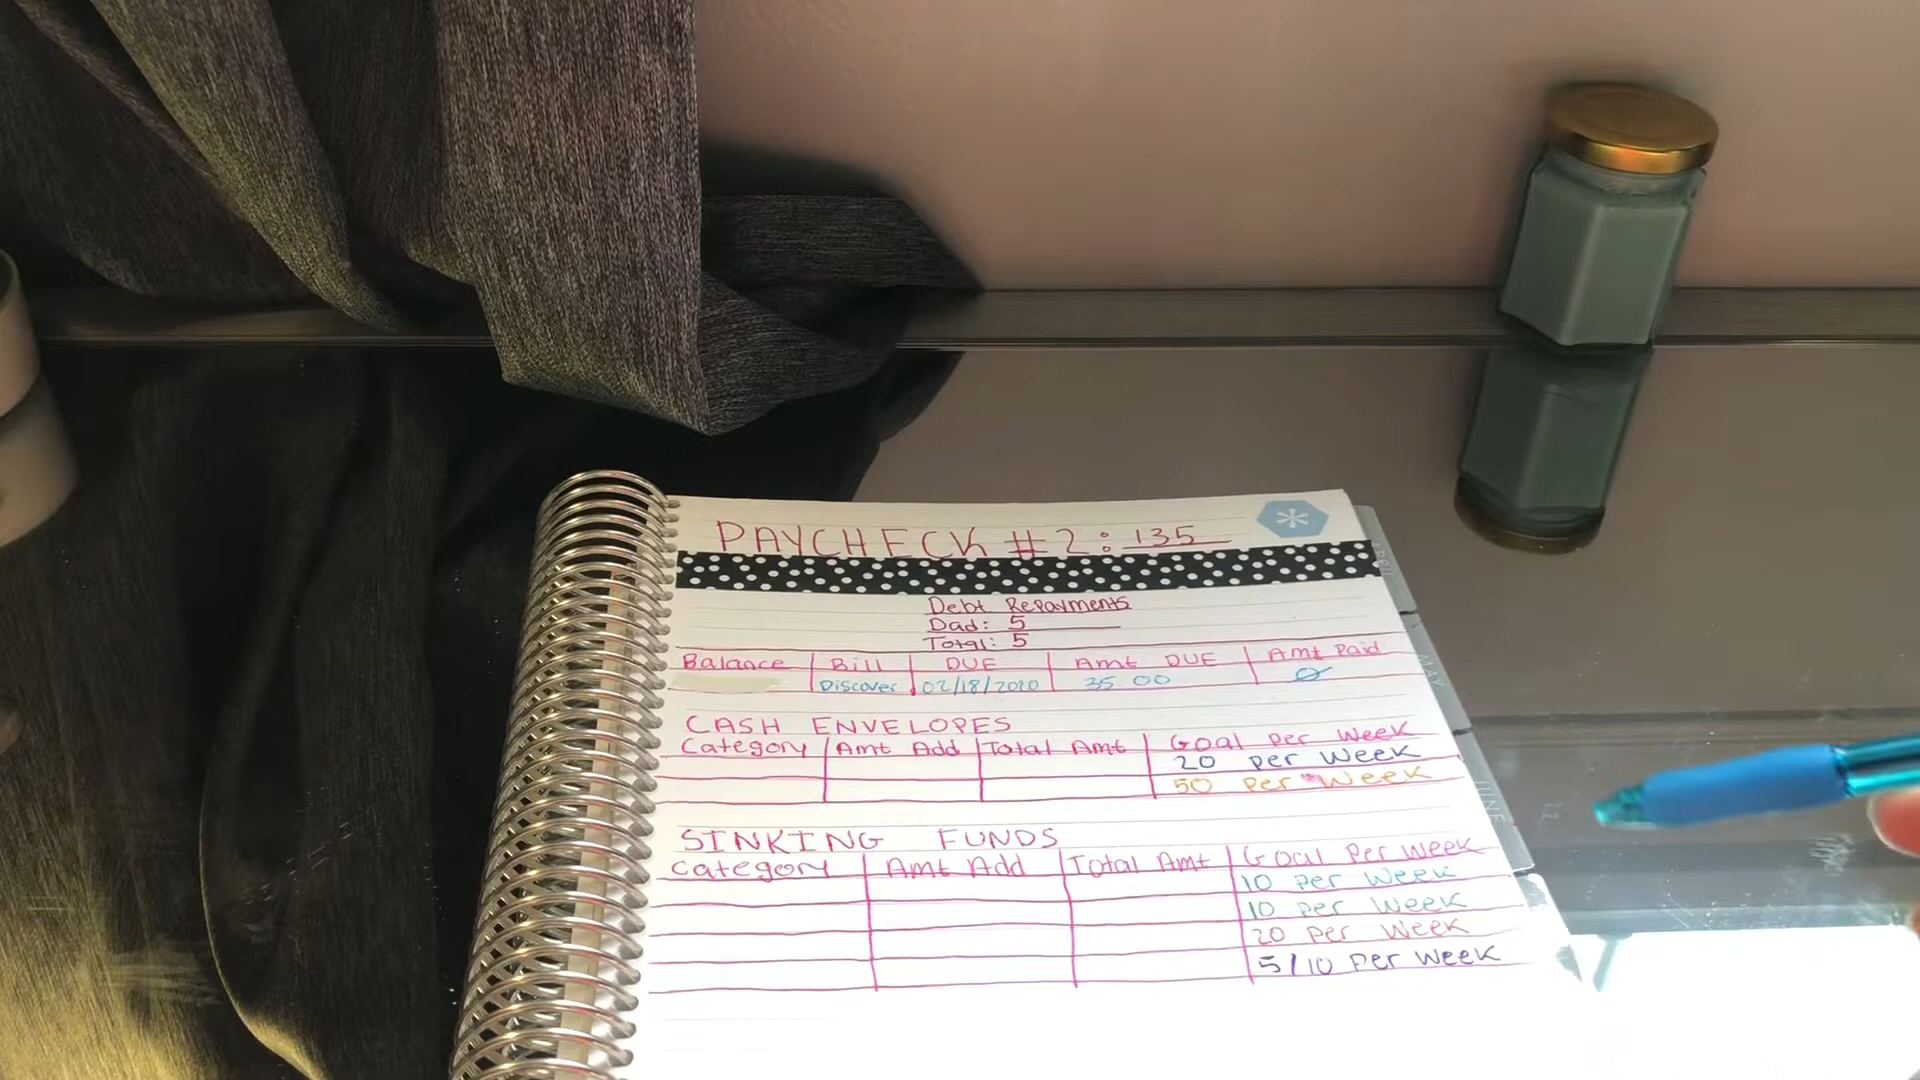 PAYCHECK #2: 135
Debt Repayments
Dad: 5
Total: 5
Balance Bill DUE Amt DUE Amt Paid
Discover 02/18/2020 35 00 0
CASH ENVELOPES
Category Amt Add Total Amt Goal Per Week
20 per Week
50 per Week
SINKING FUNDS
Category Amt Add Total Amt Goal Per Week
10 per Week
10 per Week
20 per Week
5/10 per Week
MAY
JUNE